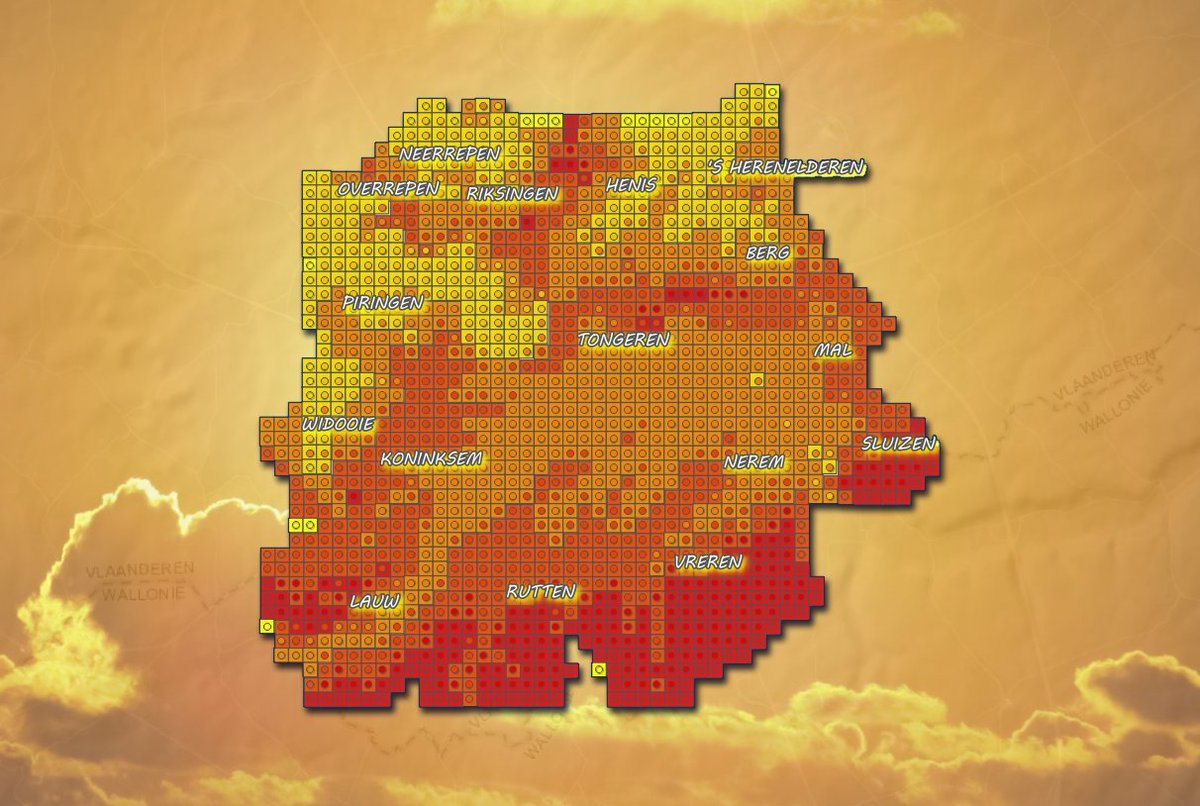 NEERREPEN
'S HERENELDEREN
OVERREPEN
RIKSINGEN
HENIS
BERG
PIRINGEN
TONGEREN
MAL
VLAANDEREN
WALLONIE
WIDOOIE
KONINKSEM
NEREM
SLUIZEN
VREREN
VLAANDEREN
WALLONIE
LAUW
RUTTEN